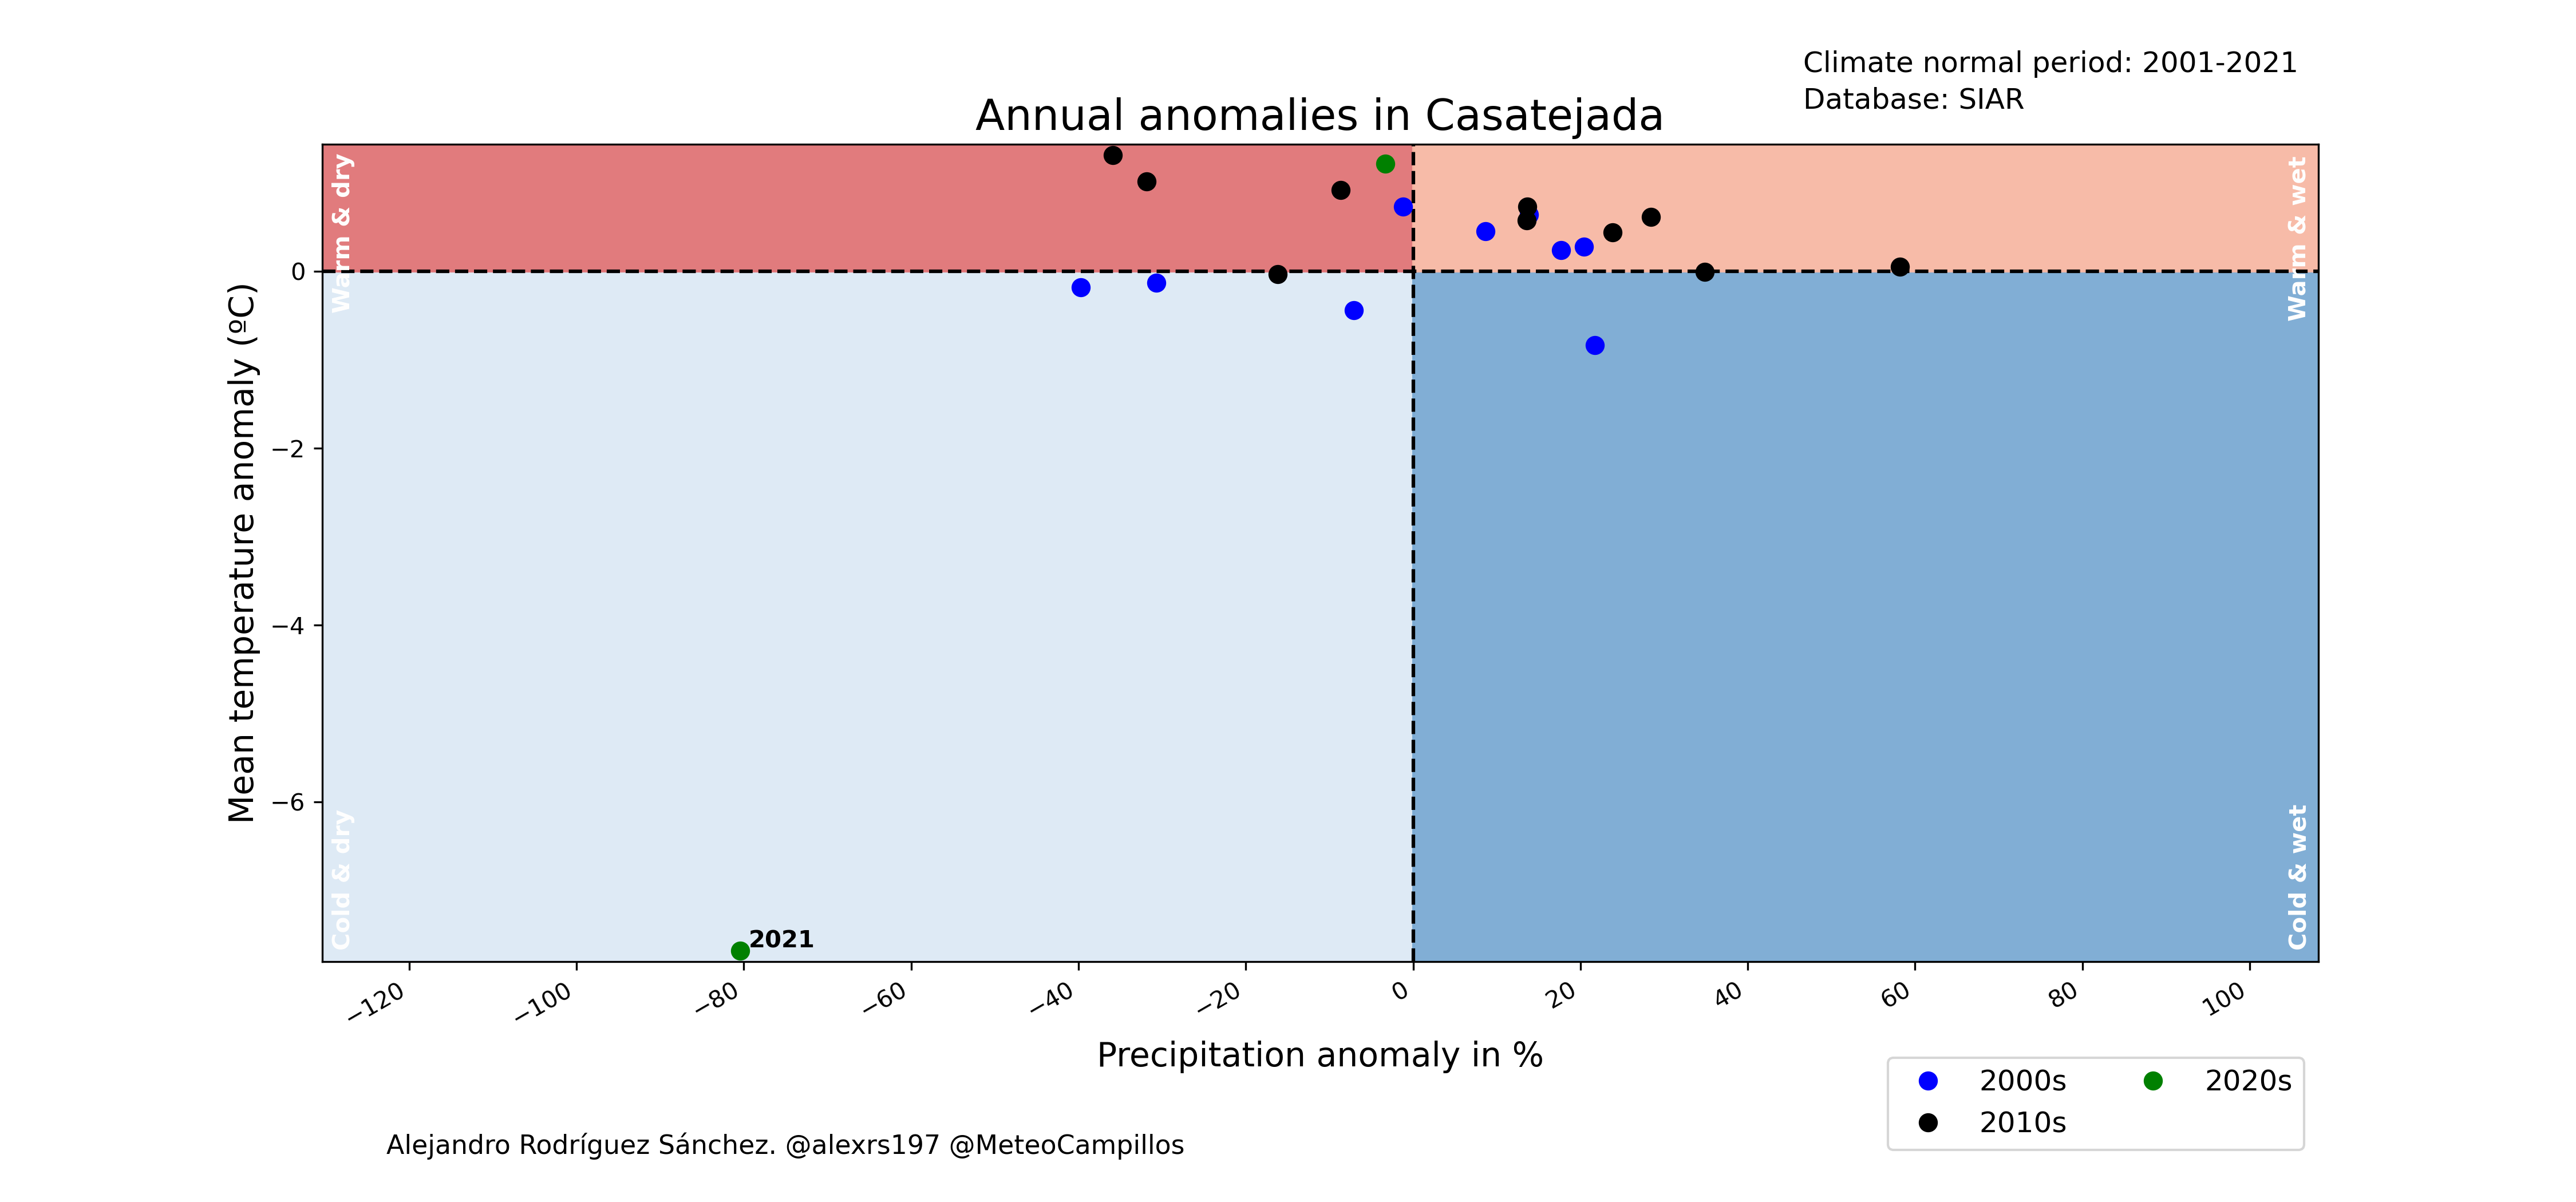 Climate normal period: 2001-2021
Database: SIAR
Annual anomalies in Casatejada
Warm & dry
Warm & wet
Mean temperature anomaly (ºC)
0
−2
−4
−6
Cold & dry
Cold & wet
2021
−120
−100
−80
−60
−40
−20
0
20
40
60
80
100
Precipitation anomaly in %
2000s
2010s
2020s
Alejandro Rodríguez Sánchez. @alexrs197 @MeteoCampillos